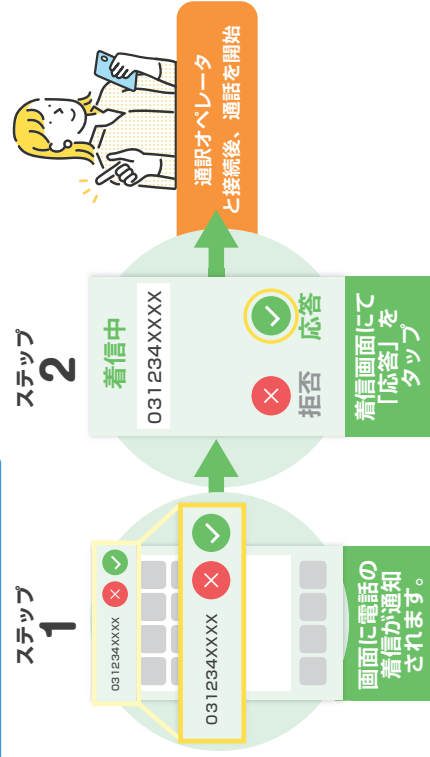 ステップ
1
031234XXXX
031234XXXX
画面に電話の
着信が通知
されます。
ステップ
2
着信中
031234XXXX
拒否
応答
着信画面にて
「応答」を
タップ
通訳オペレータ
と接続後、通話を開始